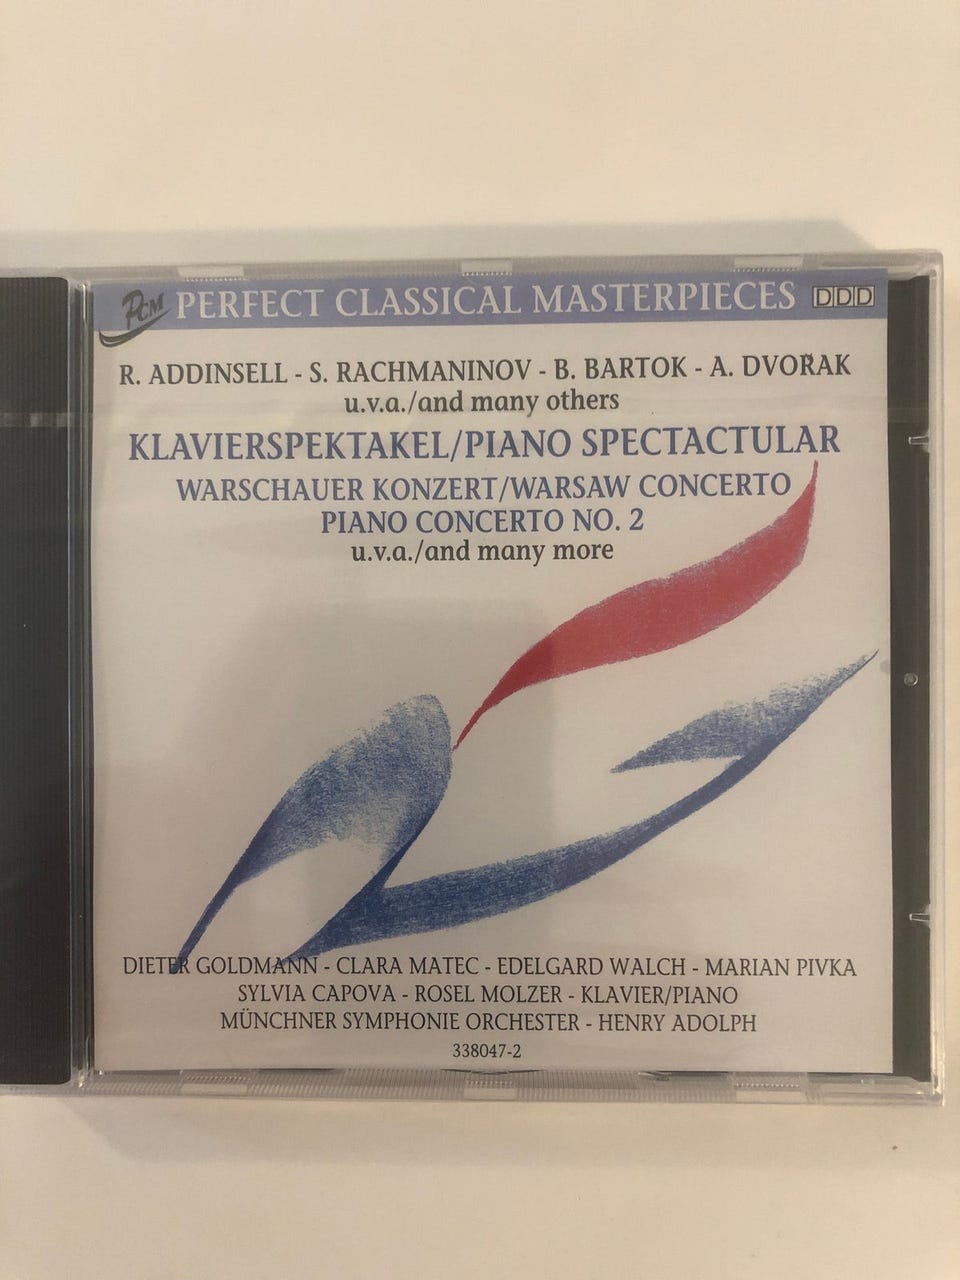 PCM PERFECT CLASSICAL MASTERPIECES DDD
R. ADDINSELL - S. RACHMANINOV - B. BARTOK - A. DVOŘAK
u.v.a./and many others
KLAVIERSPEKTAKEL/PIANO SPECTACTULAR
WARSCHAUER KONZERT/WARSAW CONCERTO
PIANO CONCERTO NO. 2
u.v.a./and many more
DIETER GOLDMANN - CLARA MATEC - EDELGARD WALCH - MARIAN PIVKA
SYLVIA CAPOVA - ROSEL MOLZER - KLAVIER/PIANO
MÜNCHNER SYMPHONIE ORCHESTER - HENRY ADOLPH
338047-2